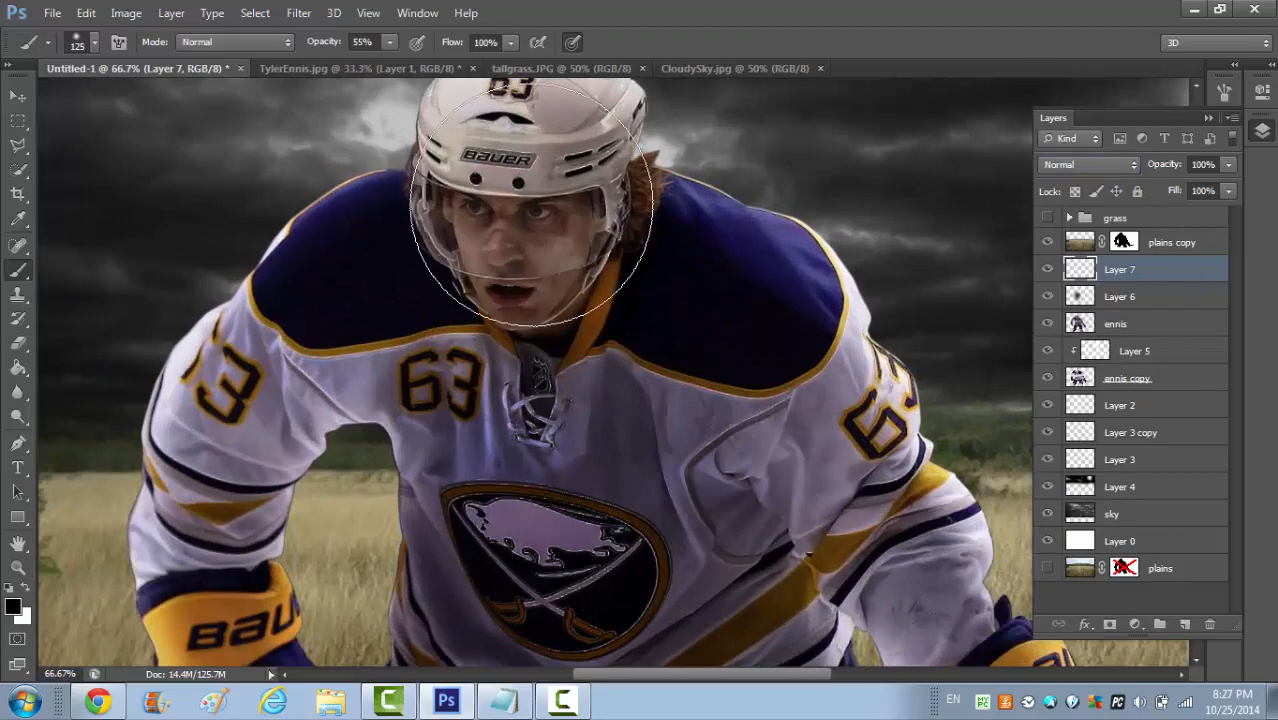 Ps File Edit Image Layer Type Select Filter 3D View Window Help
125 Mode: Normal Opacity: 55% Flow: 100% 3D
Untitled-1 @ 66.7% (Layer 7, RGB/8) * × TylerEnnis.jpg @ 33.3% (Layer 1, RGB/8) * × tallgrass.JPG @ 50% (RGB/8) × CloudySky.jpg @ 50% (RGB/8) ×
Layers
Kind
Normal Opacity: 100%
Lock: Fill: 100%
grass
plains copy
Layer 7
Layer 6
ennis
Layer 5
ennis copy
Layer 2
Layer 3 copy
Layer 3
Layer 4
sky
Layer 0
plains
fx
63
BAUER
63
63
63
BAU
66.67% Doc: 14.4M/125.7M
Ps EN 8:27 PM
10/25/2014